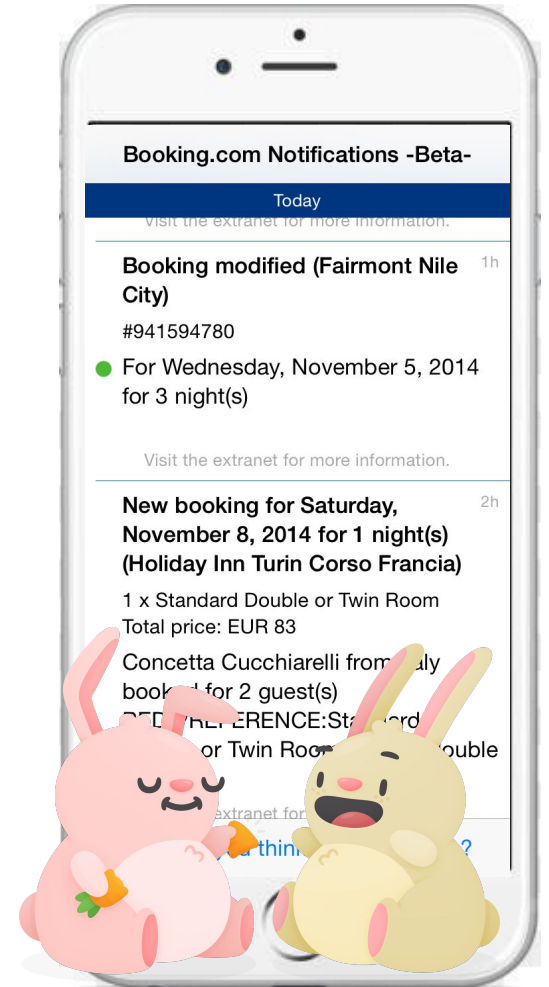 Booking.com Notifications -Beta-
Today
Visit the extranet for more information.
Booking modified (Fairmont Nile
1h
City)
#941594780
For Wednesday, November 5, 2014
for 3 night(s)
Visit the extranet for more information.
New booking for Saturday,
2h
November 8, 2014 for 1 night(s)
(Holiday Inn Turin Corso Francia)
1 x Standard Double or Twin Room
Total price: EUR 83
Concetta Cucchiarelli from
for 2 guest(s)
or Twin
extranet for
?